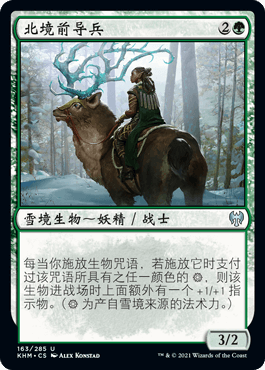 北境前导兵 2
雪境生物～妖精 / 战士
每当你施放生物咒语，若施放它时支付
过该咒语所具有之任一颜色的，则该
生物进战场时上面额外有一个 +1/+1 指
示物。（为产自雪境来源的法术力。）
3/2
163/285 U
KHM • CS ALEX KONSTAD
™ & © 2021 Wizards of the Coast